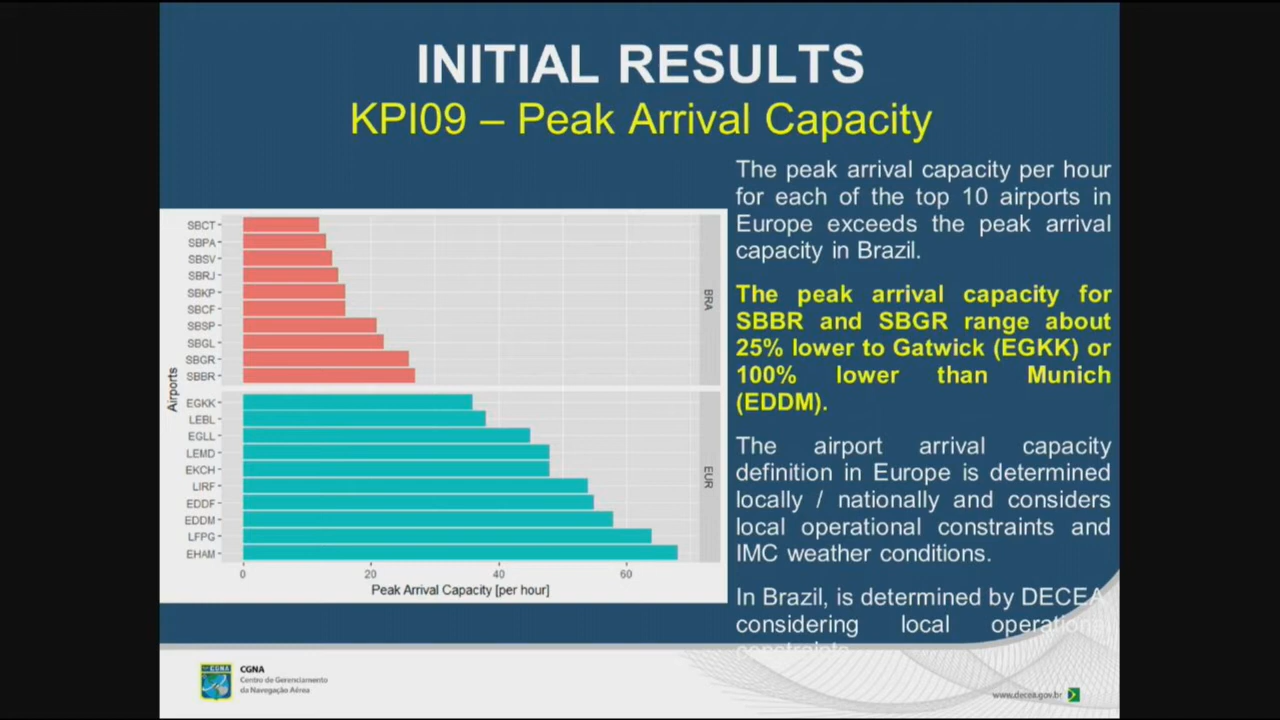 INITIAL RESULTS
KPI09 – Peak Arrival Capacity
The peak arrival capacity per hour
for each of the top 10 airports in
Europe exceeds the peak arrival
capacity in Brazil.
The peak arrival capacity for
SBBR and SBGR range about
25% lower to Gatwick (EGKK) or
100% lower than Munich
(EDDM).
The airport arrival capacity
definition in Europe is determined
locally / nationally and considers
local operational constraints and
IMC weather conditions.
In Brazil, is determined by DECEA
considering local operational
constraints
Airports
SBCT
SBPA
SBSV
SBRJ
SBKP
SBCF
SBSP
SBGL
SBGR
SBBR
BRA
EGKK
LEBL
EGLL
LEMD
EKCH
LIRF
EDDF
EDDM
LFPG
EHAM
EUR
0 20 40 60
Peak Arrival Capacity [per hour]
CGNA
CGNA
Centro de Gerenciamento
da Navegação Aérea
www.decea.gov.br